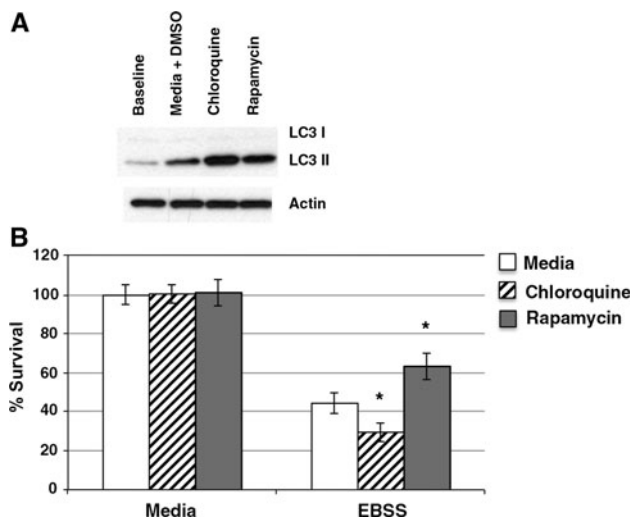 A
Baseline
Media + DMSO
Chloroquine
Rapamycin
LC3 I
LC3 II
Actin
B
120
100
80
60
40
20
0
% Survival
* *
Media
EBSS
Media
Chloroquine
Rapamycin